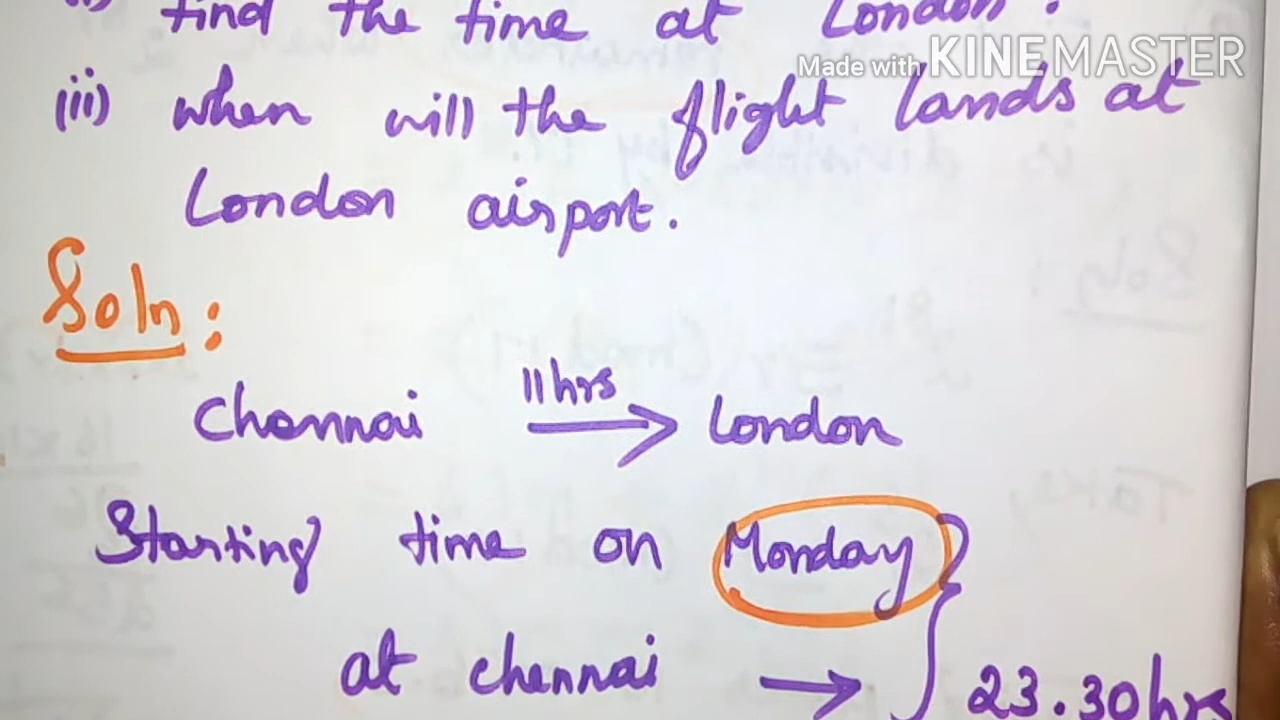 find the time at London.
Made with KINEMASTER
(ii) when will the flight lands at
London airport.
Soln:
11hrs
Chennai → London
Starting time on Monday
at chennai → 23.30hrs